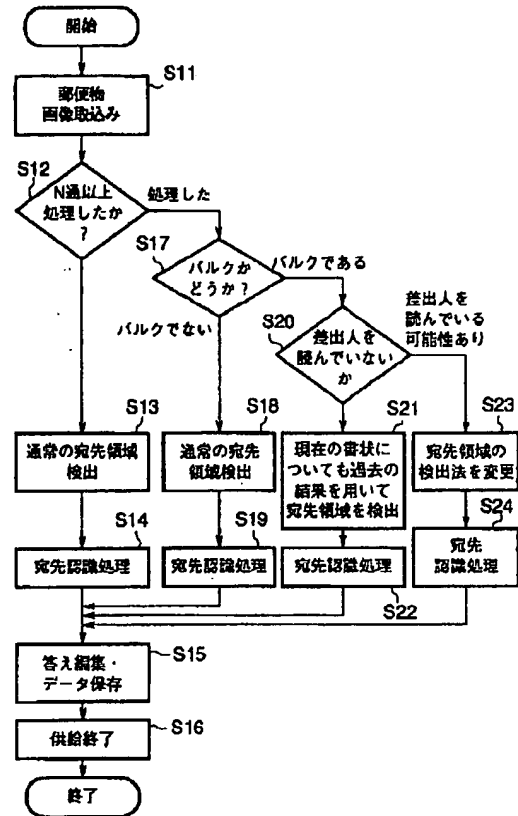 開始
S11
郵便物
画像取込み
S12
N通以上
処理したか
?
処理した
S17
バルクか
どうか?
バルクである
バルクでない
S20
差出人を
読んでいない
か
差出人を
読んでいる
可能性あり
S13
通常の宛先領域
検出
S18
通常の宛先
領域検出
S21
現在の書状に
ついても過去の
結果を用いて
宛先領域を検出
S23
宛先領域の
検出法を変更
S14
宛先認識処理
S19
宛先認識処理
宛先認識処理
S22
S24
宛先
認識処理
S15
答え編集・
データ保存
S16
供給終了
終了